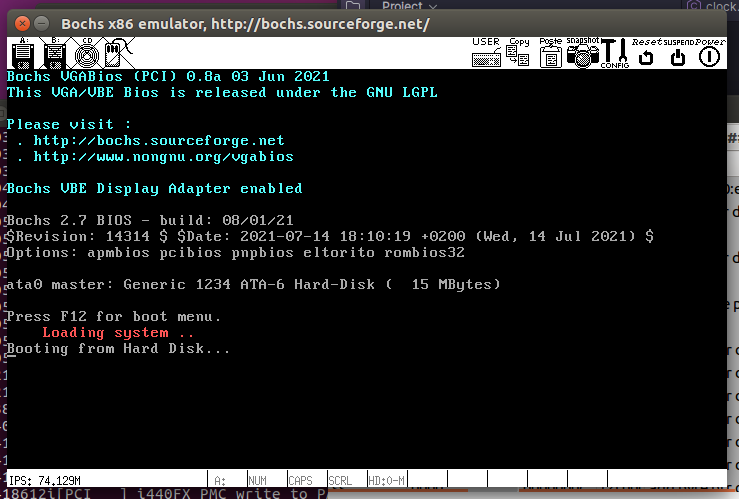 Project
clock.
Bochs x86 emulator, http://bochs.sourceforge.net/
A: B: CD USER Copy Paste snapshot CONFIG Reset SUSPEND Power
Bochs VGABios (PCI) 0.8a 03 Jun 2021
This VGA/VBE Bios is released under the GNU LGPL
Please visit :
. http://bochs.sourceforge.net
. http://www.nongnu.org/vgabios
Bochs VBE Display Adapter enabled
Bochs 2.7 BIOS - build: 08/01/21
$Revision: 14314 $ $Date: 2021-07-14 18:10:19 +0200 (Wed, 14 Jul 2021) $
Options: apmbios pcibios pnpbios eltorito rombios32
ata0 master: Generic 1234 ATA-6 Hard-Disk (  15 MBytes)
Press F12 for boot menu.
Loading system ..
Booting from Hard Disk...
IPS: 74.129M A: NUM CAPS SCRL HD:0-M
18612i[PCI ] i440FX PMC write to P